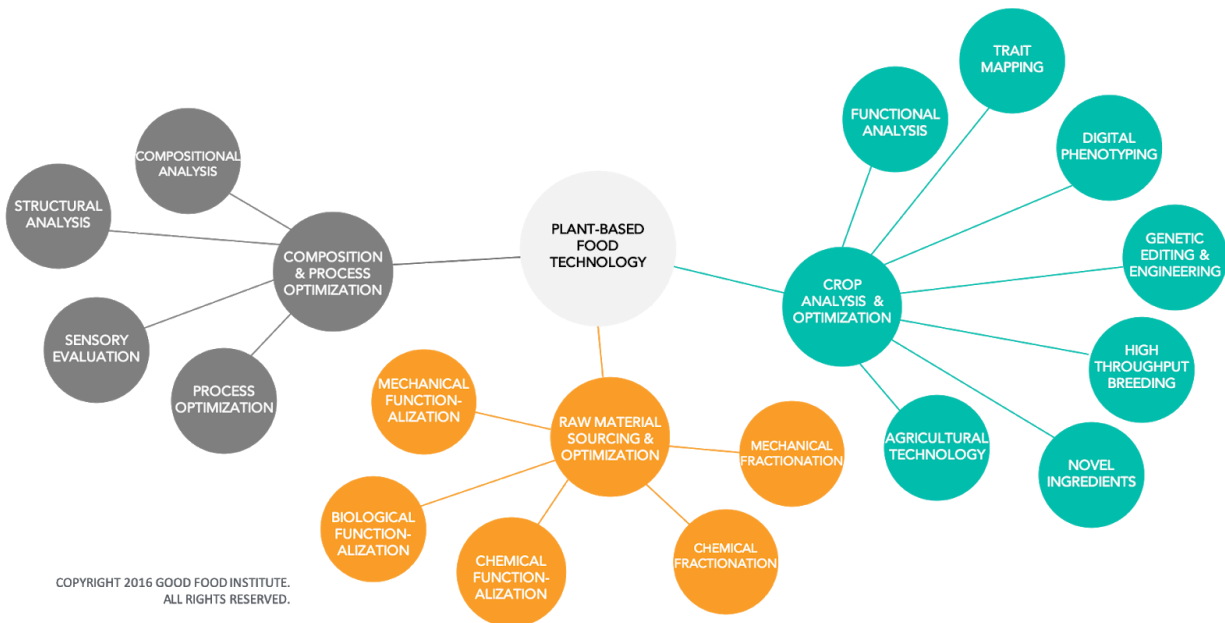 TRAIT
MAPPING
FUNCTIONAL
ANALYSIS
DIGITAL
PHENOTYPING
COMPOSITIONAL
ANALYSIS
STRUCTURAL
ANALYSIS
PLANT-BASED
FOOD
TECHNOLOGY
GENETIC
EDITING &
ENGINEERING
COMPOSITION
& PROCESS
OPTIMIZATION
CROP
ANALYSIS &
OPTIMIZATION
SENSORY
EVALUATION
HIGH
THROUGHPUT
BREEDING
PROCESS
OPTIMIZATION
MECHANICAL
FUNCTION-
ALIZATION
RAW MATERIAL
SOURCING &
OPTIMIZATION
MECHANICAL
FRACTIONATION
AGRICULTURAL
TECHNOLOGY
NOVEL
INGREDIENTS
BIOLOGICAL
FUNCTION-
ALIZATION
CHEMICAL
FUNCTION-
ALIZATION
CHEMICAL
FRACTIONATION
COPYRIGHT 2016 GOOD FOOD INSTITUTE.
ALL RIGHTS RESERVED.